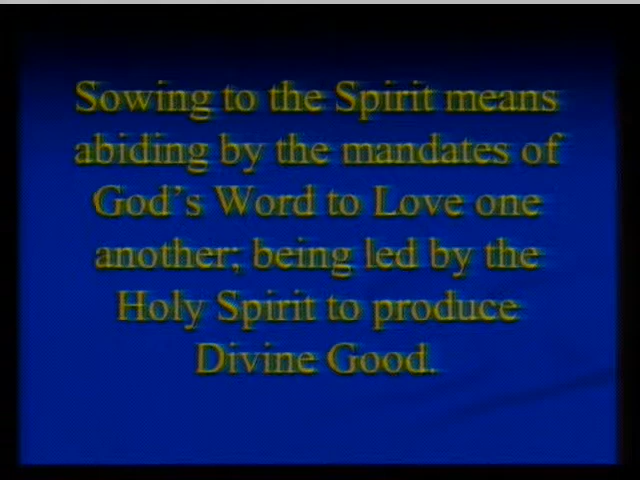 Sowing to the Spirit means
abiding by the mandates of
God's Word to Love one
another; being led by the
Holy Spirit to produce
Divine Good.